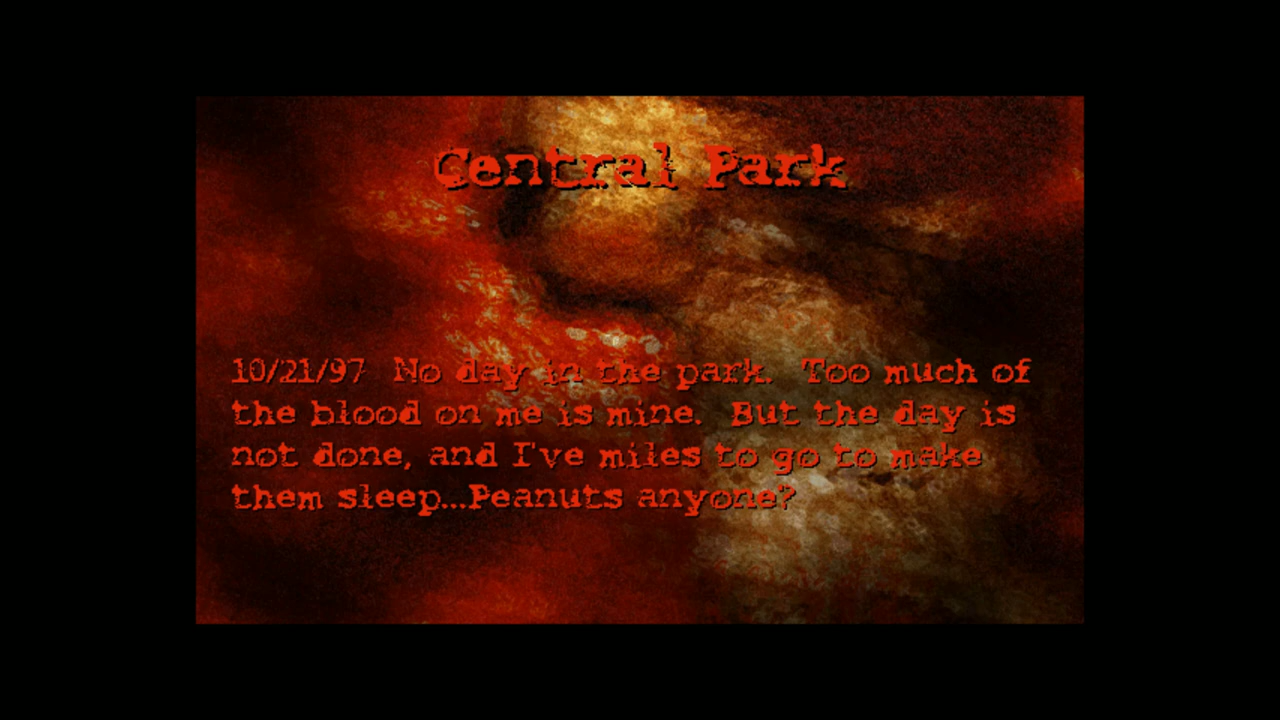 Central Park
10/21/97 No day in the park. Too much of
the blood on me is mine. But the day is
not done, and I've miles to go to make
them sleep...Peanuts anyone?